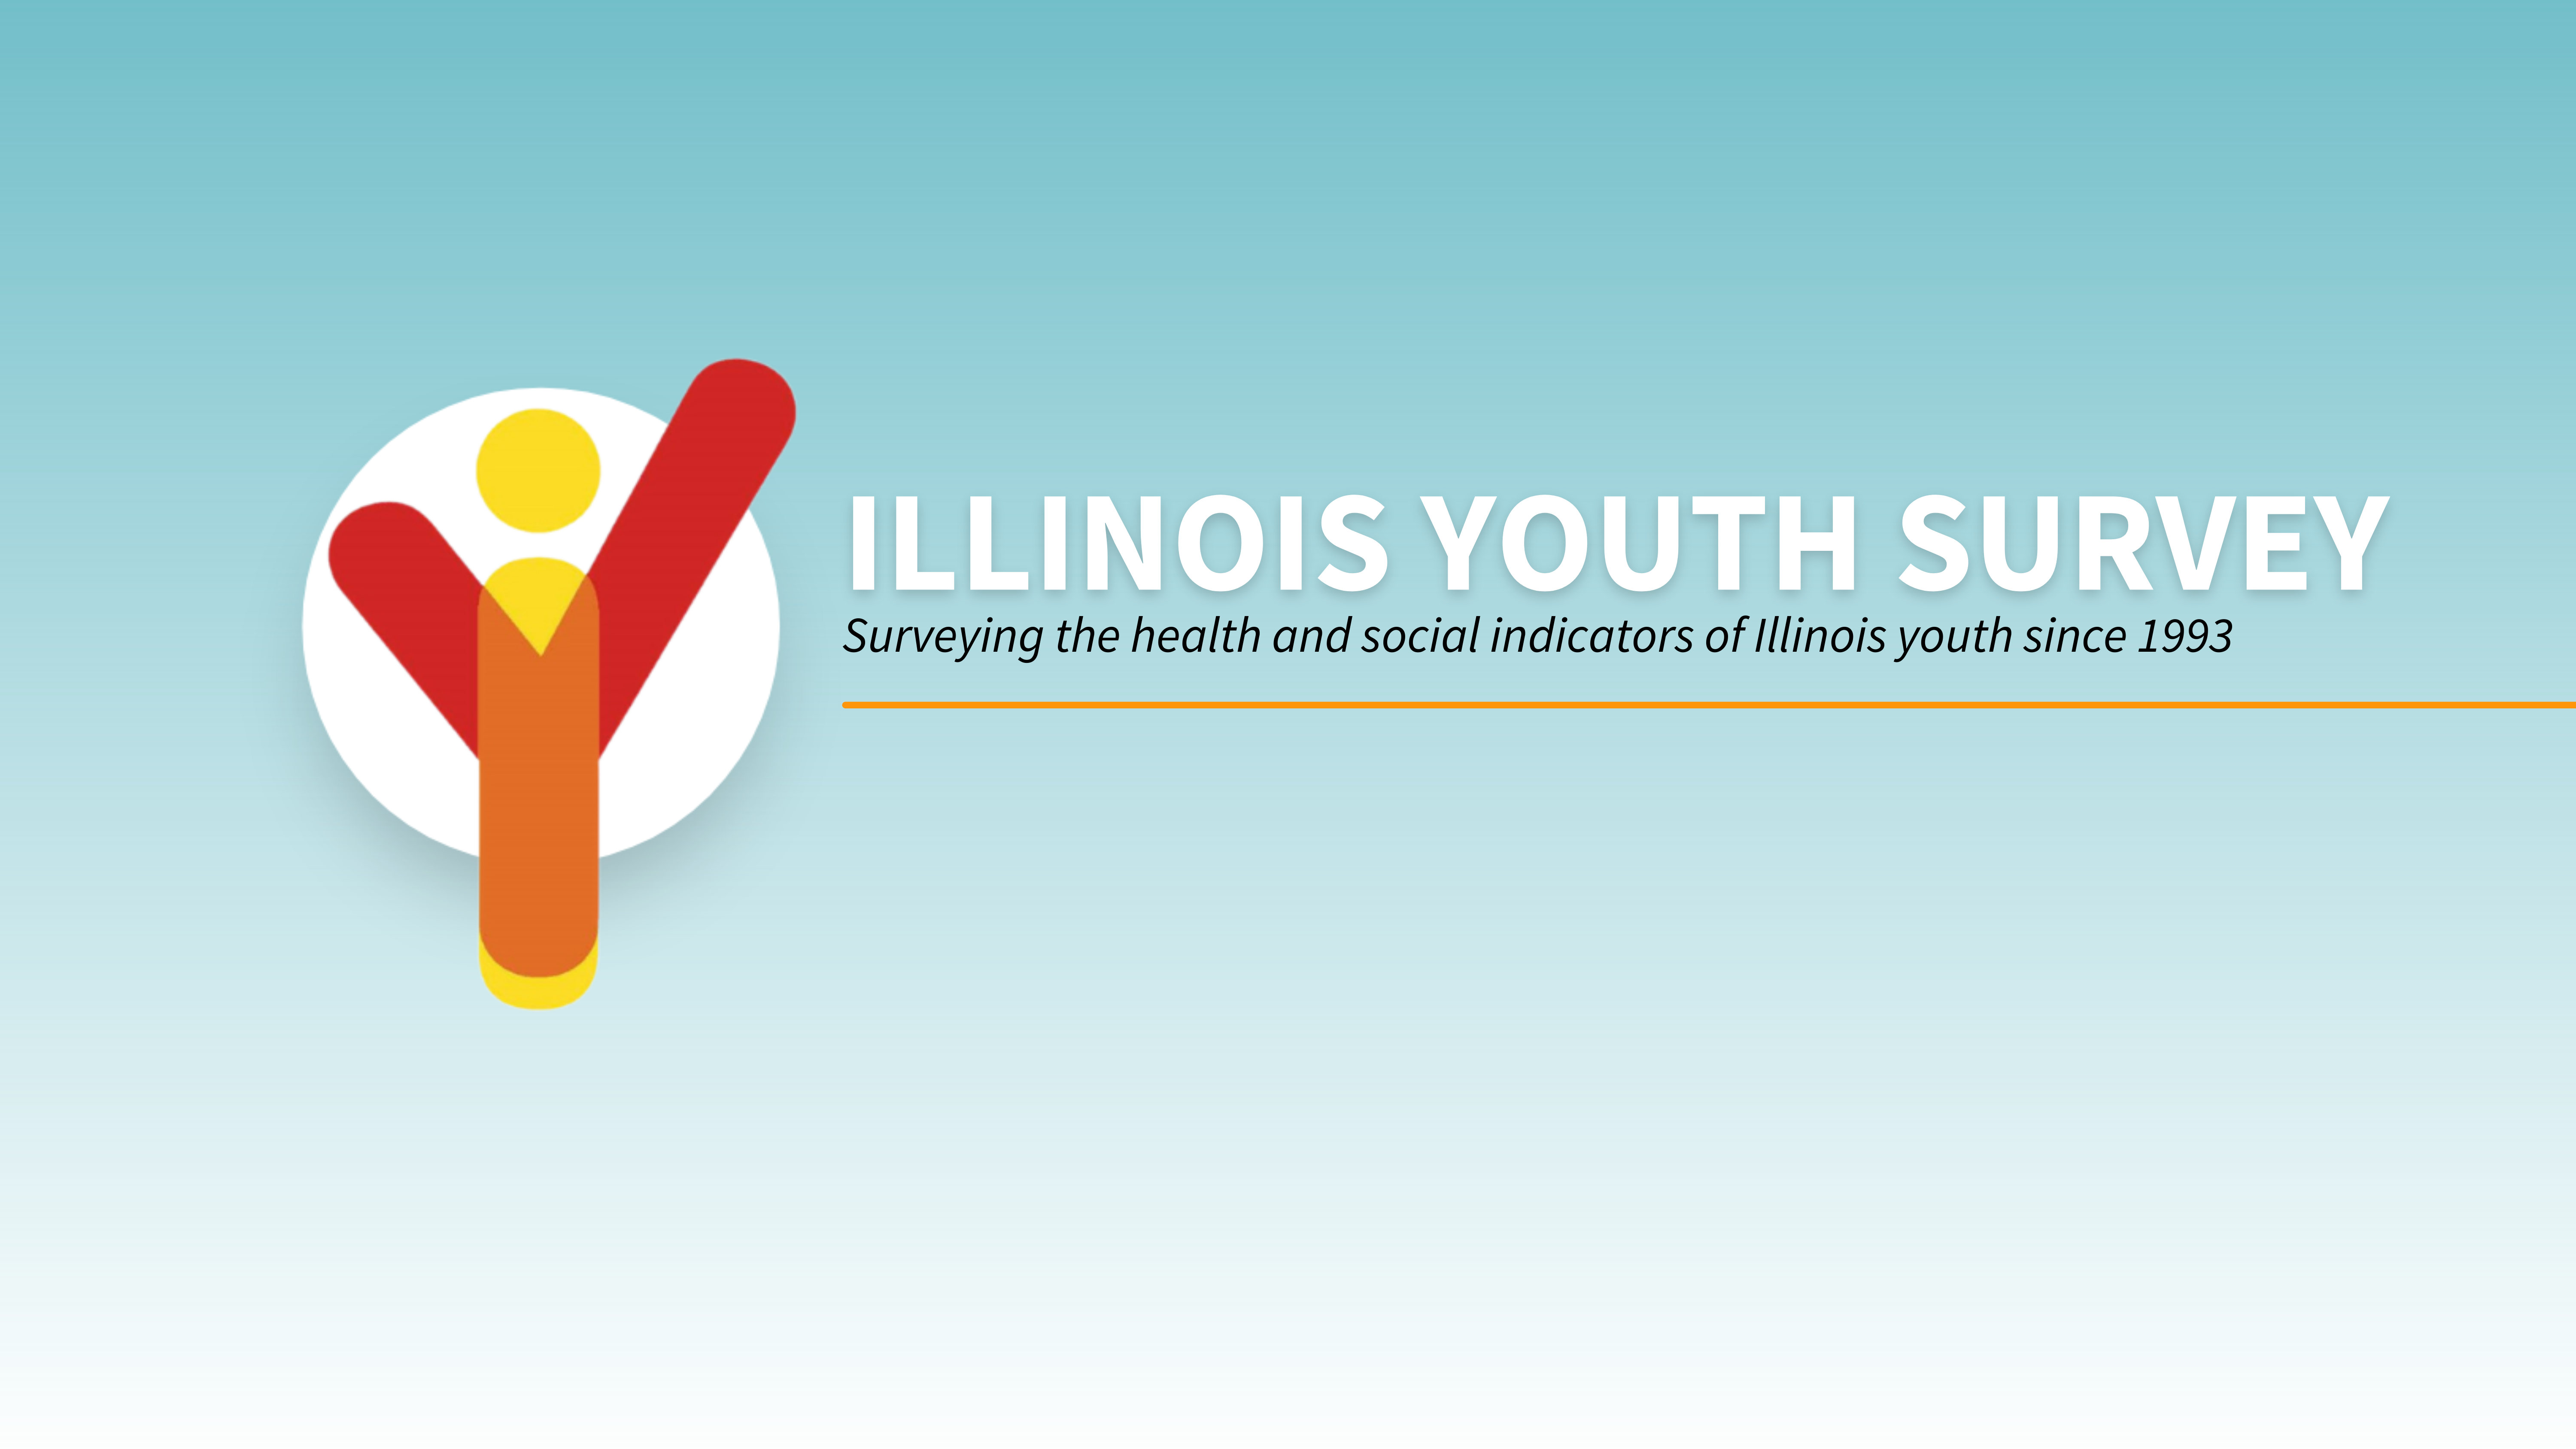 ILLINOIS YOUTH SURVEY
Surveying the health and social indicators of Illinois youth since 1993